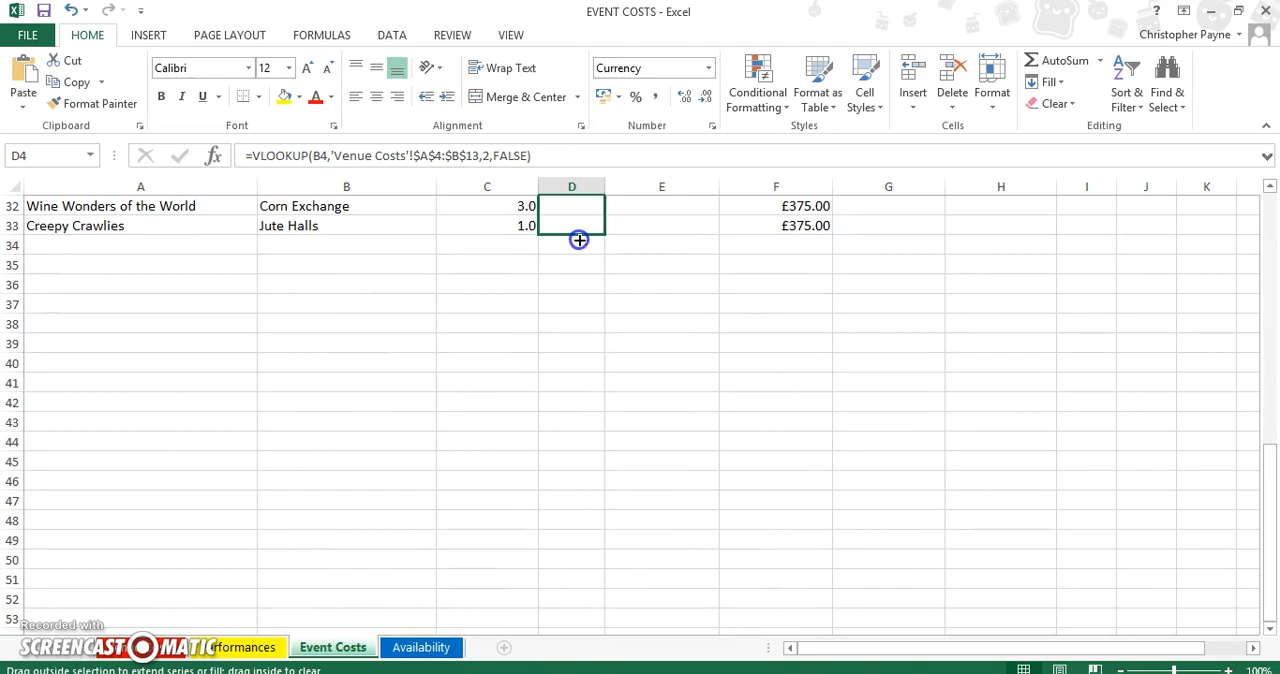 EVENT COSTS - Excel
?
FILE HOME INSERT PAGE LAYOUT FORMULAS DATA REVIEW VIEW Christopher Payne
Paste
Cut
Copy
Format Painter
Clipboard
Calibri 12
B I U
Font
Wrap Text
Merge & Center
Alignment
Currency
%
Number
Conditional Formatting
Format as Table
Cell Styles
Styles
Insert Delete Format
Cells
AutoSum
Fill
Clear
Sort & Filter
Find & Select
Editing
D4 fx =VLOOKUP(B4,'Venue Costs'!$A$4:$B$13,2,FALSE)
A B C D E F G H I J K
32 Wine Wonders of the World Corn Exchange 3.0 £375.00
33 Creepy Crawlies Jute Halls 1.0 £375.00
34
35
36
37
38
39
40
41
42
43
44
45
46
47
48
49
50
51
52
53
Recorded with
SCREENCAST-O-MATIC
rformances Event Costs Availability
Drag outside selection to extend series or fill; drag inside to clear
100%